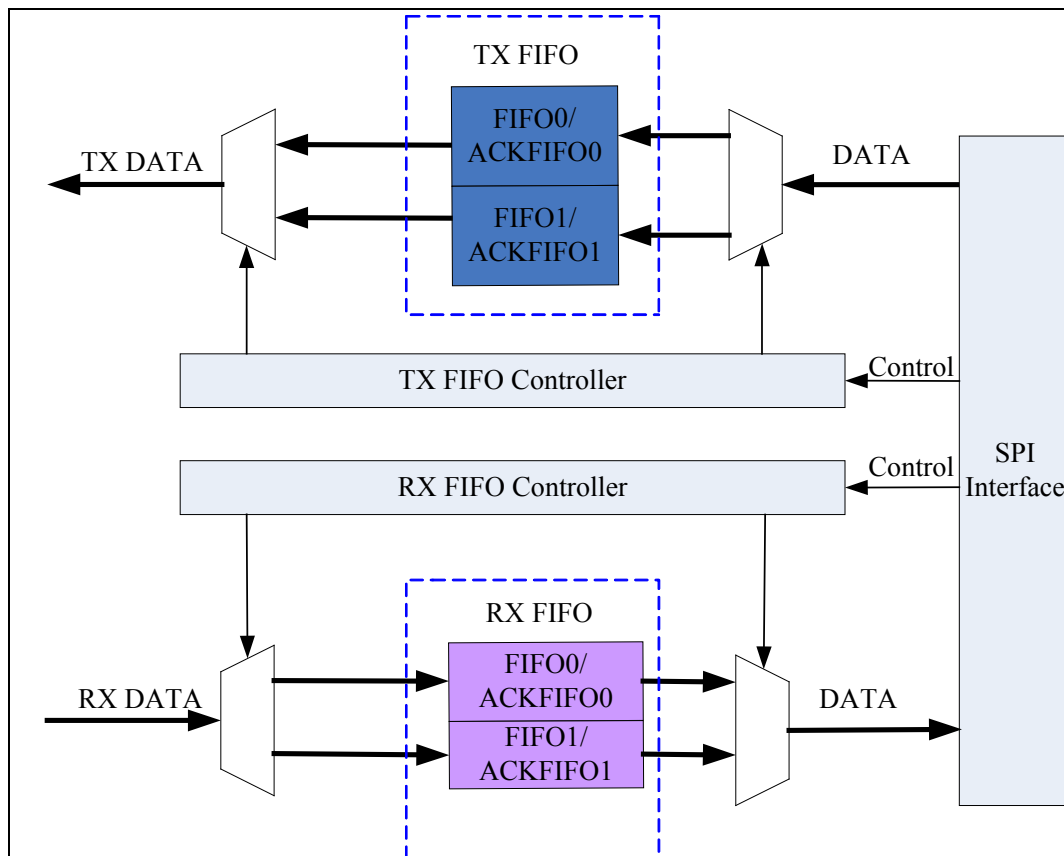 TX FIFO
FIFO0/
ACKFIFO0
FIFO1/
ACKFIFO1
TX DATA
DATA
TX FIFO Controller
Control
RX FIFO Controller
Control
SPI
Interface
RX FIFO
FIFO0/
ACKFIFO0
FIFO1/
ACKFIFO1
RX DATA
DATA